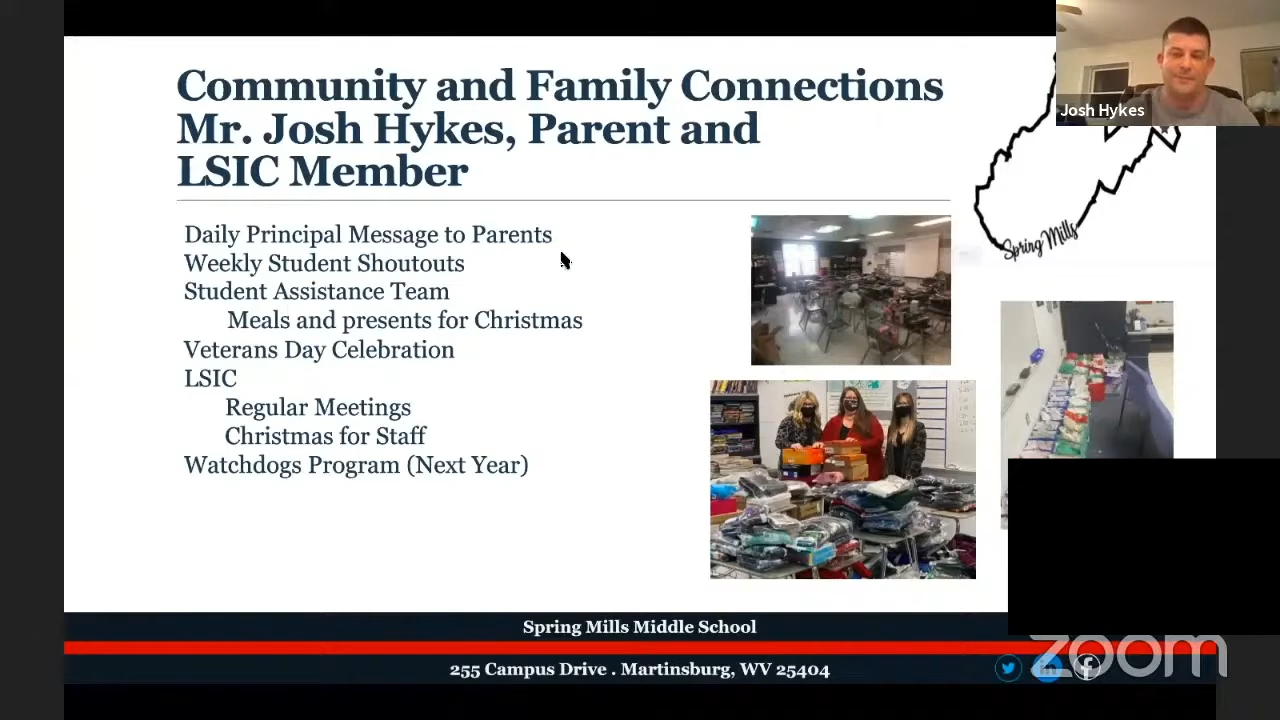 Community and Family Connections
Mr. Josh Hykes, Parent and
LSIC Member
Josh Hykes
Spring Mills
Daily Principal Message to Parents
Weekly Student Shoutouts
Student Assistance Team
Meals and presents for Christmas
Veterans Day Celebration
LSIC
Regular Meetings
Christmas for Staff
Watchdogs Program (Next Year)
Spring Mills Middle School
255 Campus Drive . Martinsburg, WV 25404
zoom